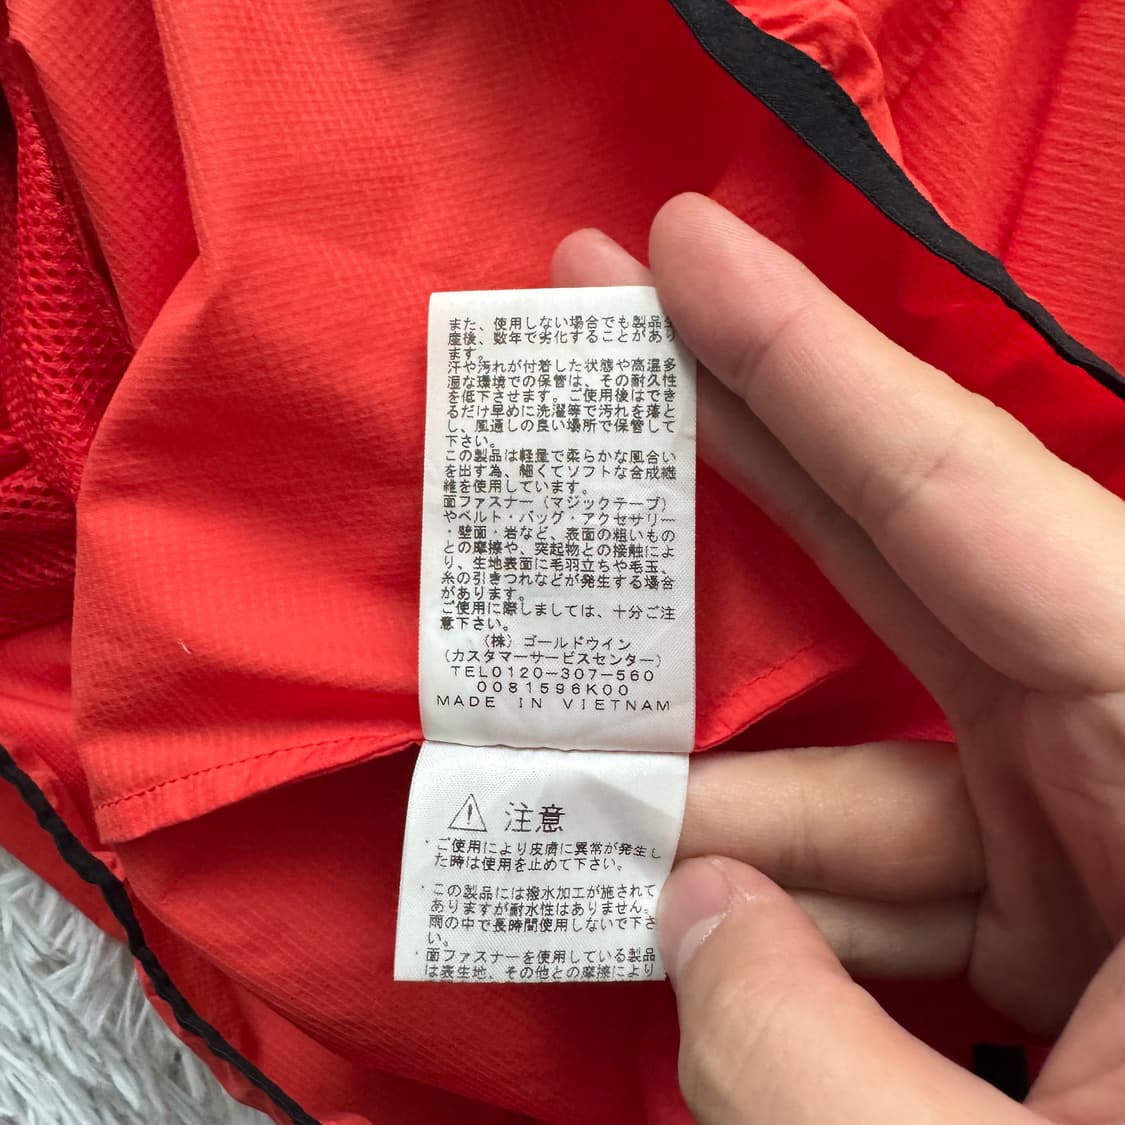 また、使用しない場合でも製品生
産後、数年で劣化することがあり
ます。
汗や汚れが付着した状態や高温多
湿な環境での保管は、その耐久性
を低下させます。ご使用後はでき
るだけ早めに洗濯等で汚れを落と
し、風通しの良い場所で保管して
下さい。
この製品は軽量で柔らかな風合い
を出す為、細くてソフトな合成繊
維を使用しています。
面ファスナー（マジックテープ）
やベルト・バッグ・アクセサリー
・壁面・岩など、表面の粗いもの
との摩擦や、突起物との接触によ
り、生地表面に毛羽立ちや毛玉、
糸の引きつれなどが発生する場合
があります。
ご使用に際しましては、十分ご注
意下さい。
（株）ゴールドウイン
（カスタマーサービスセンター）
TEL0120-307-560
0081596K00
MADE IN VIETNAM
注意
・ご使用により皮膚に異常が発生し
た時は使用を止めて下さい。
・この製品には撥水加工が施されて
ありますが耐水性はありません。
雨の中で長時間使用しないで下さ
い。
・面ファスナーを使用している製品
は表生地、その他との摩擦により